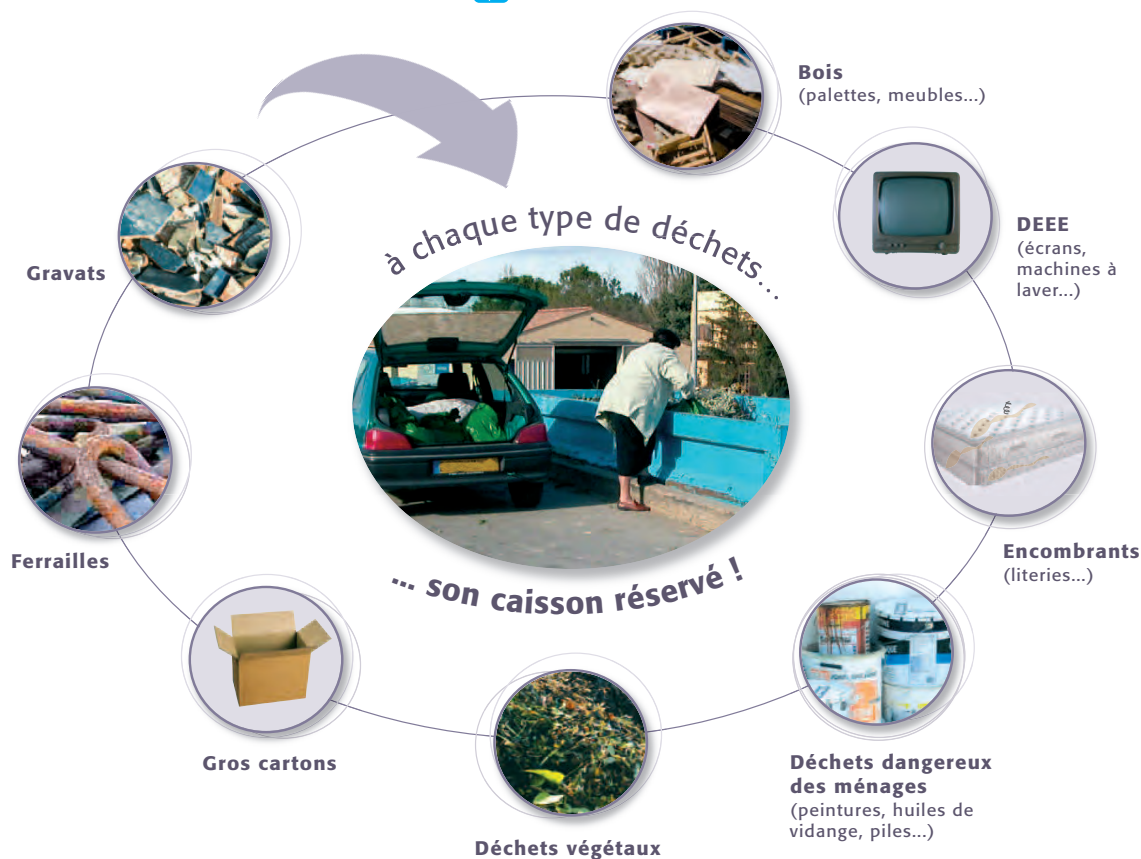 Bois
(palettes, meubles...)
DEEE
(écrans,
machines à
laver...)
Encombrants
(literies...)
Déchets dangereux
des ménages
(peintures, huiles de
vidange, piles...)
Déchets végétaux
Gros cartons
Ferrailles
Gravats
à chaque type de déchets...
... son caisson réservé !